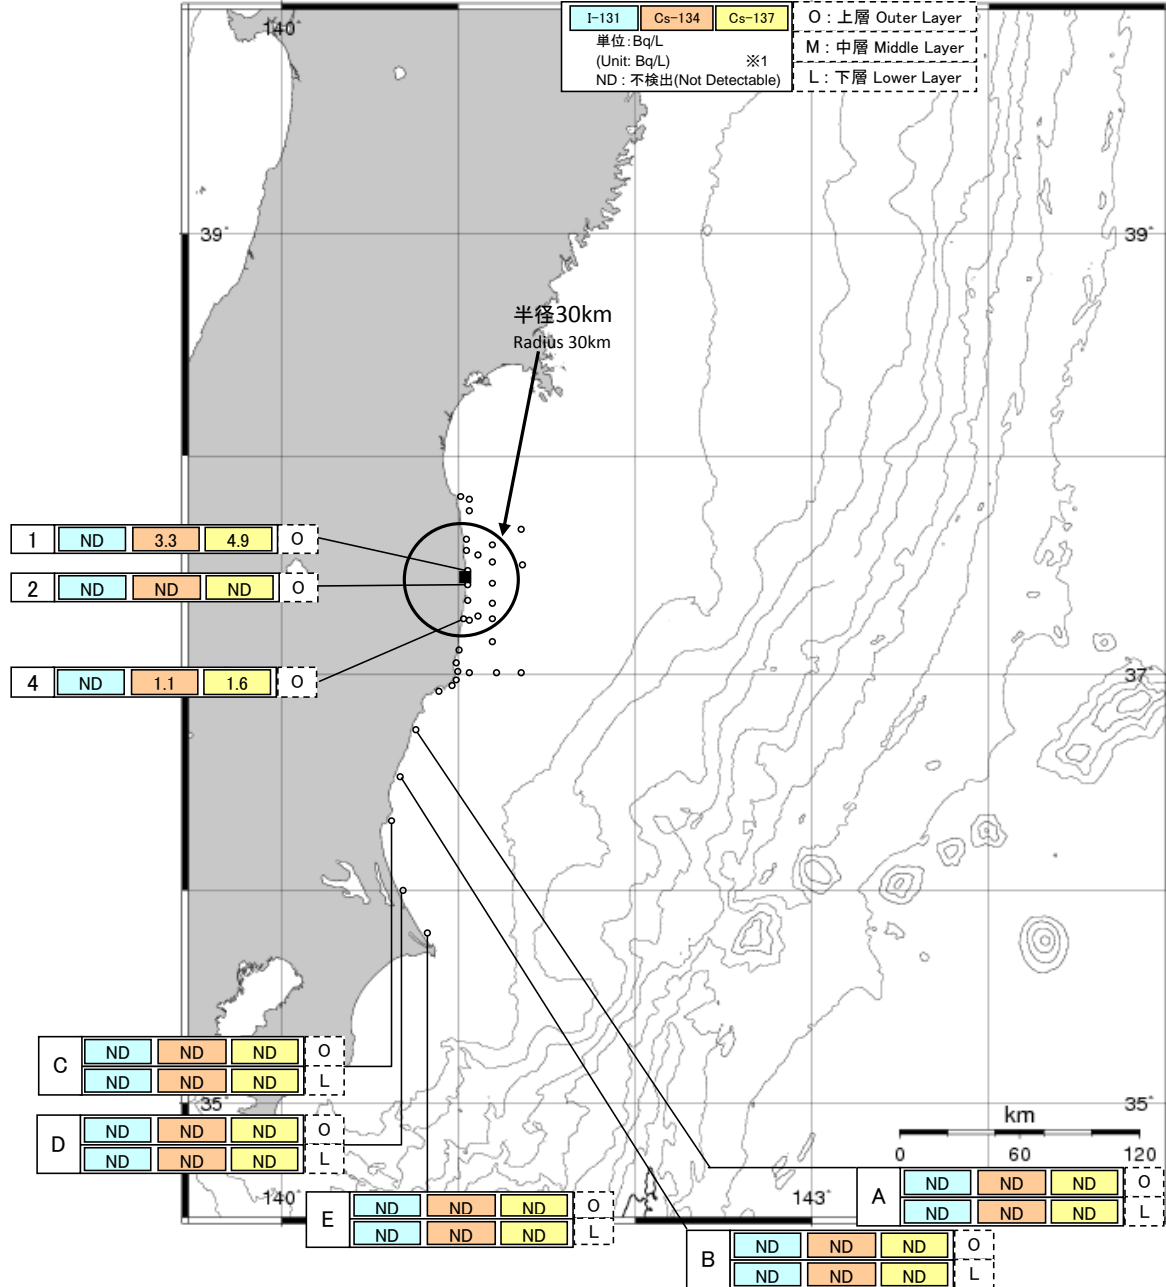 I-131 Cs-134 Cs-137
単位:Bq/L
(Unit: Bq/L) ※1
ND : 不検出(Not Detectable)
O : 上層 Outer Layer
M : 中層 Middle Layer
L : 下層 Lower Layer
140°
39° 39°
半径30km
Radius 30km
1 ND 3.3 4.9 O
2 ND ND ND O
4 ND 1.1 1.6 O
37°
C ND ND ND O
ND ND ND L
35° 35°
D ND ND ND O
ND ND ND L
km
0 60 120
140° 143°
A ND ND ND O
ND ND ND L
E ND ND ND O
ND ND ND L
B ND ND ND O
ND ND ND L